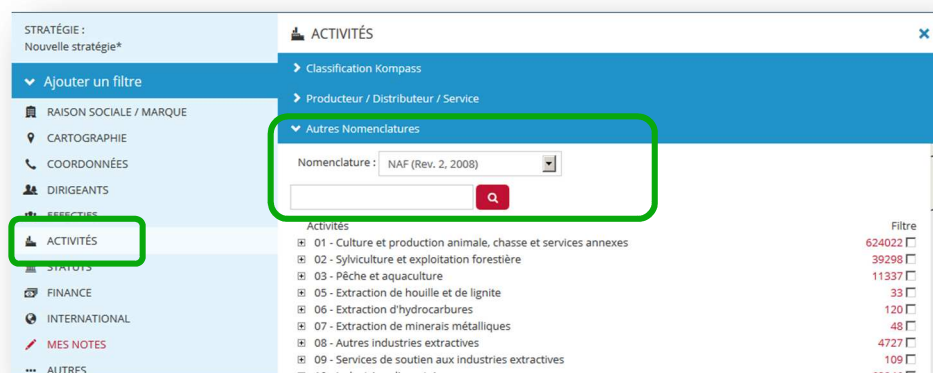 STRATÉGIE :
Nouvelle stratégie*
Ajouter un filtre
RAISON SOCIALE / MARQUE
CARTOGRAPHIE
COORDONNÉES
DIRIGEANTS
EFFECTIFS
ACTIVITÉS
STATUTS
FINANCE
INTERNATIONAL
MES NOTES
AUTRES
ACTIVITÉS
Classification Kompass
Producteur / Distributeur / Service
Autres Nomenclatures
Nomenclature : NAF (Rev. 2, 2008)
Activités Filtre
01 - Culture et production animale, chasse et services annexes 624022
02 - Sylviculture et exploitation forestière 39298
03 - Pêche et aquaculture 11337
05 - Extraction de houille et de lignite 33
06 - Extraction d'hydrocarbures 120
07 - Extraction de minerais métalliques 48
08 - Autres industries extractives 4727
09 - Services de soutien aux industries extractives 109